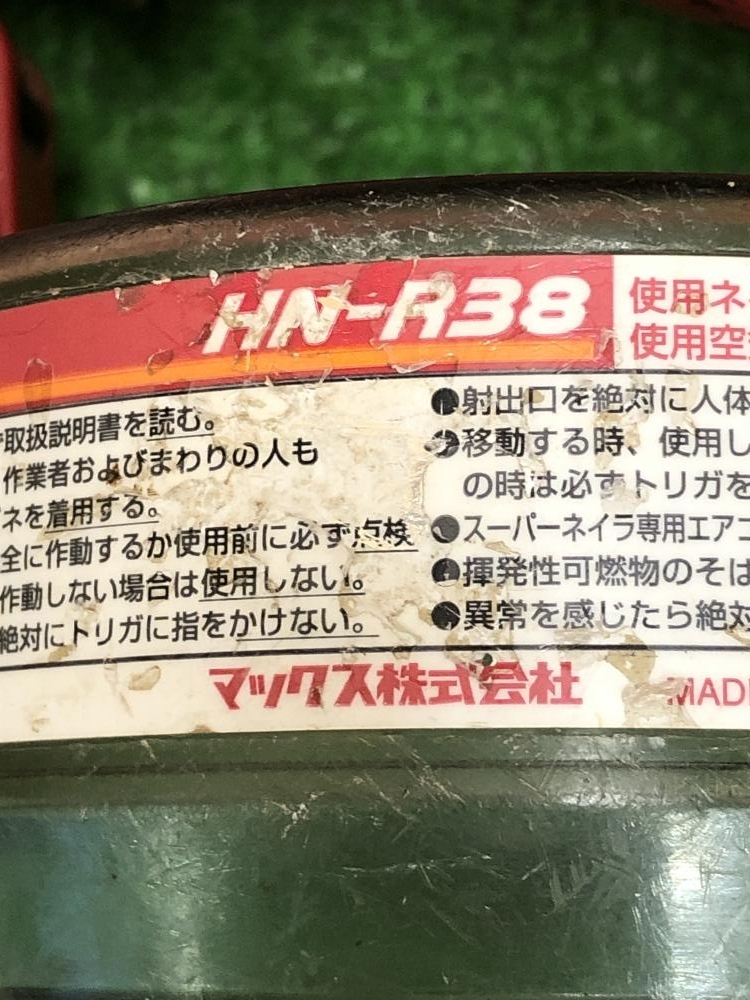 HN-R38
使用ネ
使用空
取扱説明書を読む。
作業者およびまわりの人も
ネを着用する。
全に作動するか使用前に必ず点検
作動しない場合は使用しない。
絶対にトリガに指をかけない。
●射出口を絶対に人体
●移動する時、使用し
の時は必ずトリガを
●スーパーネイラ専用エアコ
●揮発性可燃物のそば
●異常を感じたら絶対
マックス株式会社
MADE